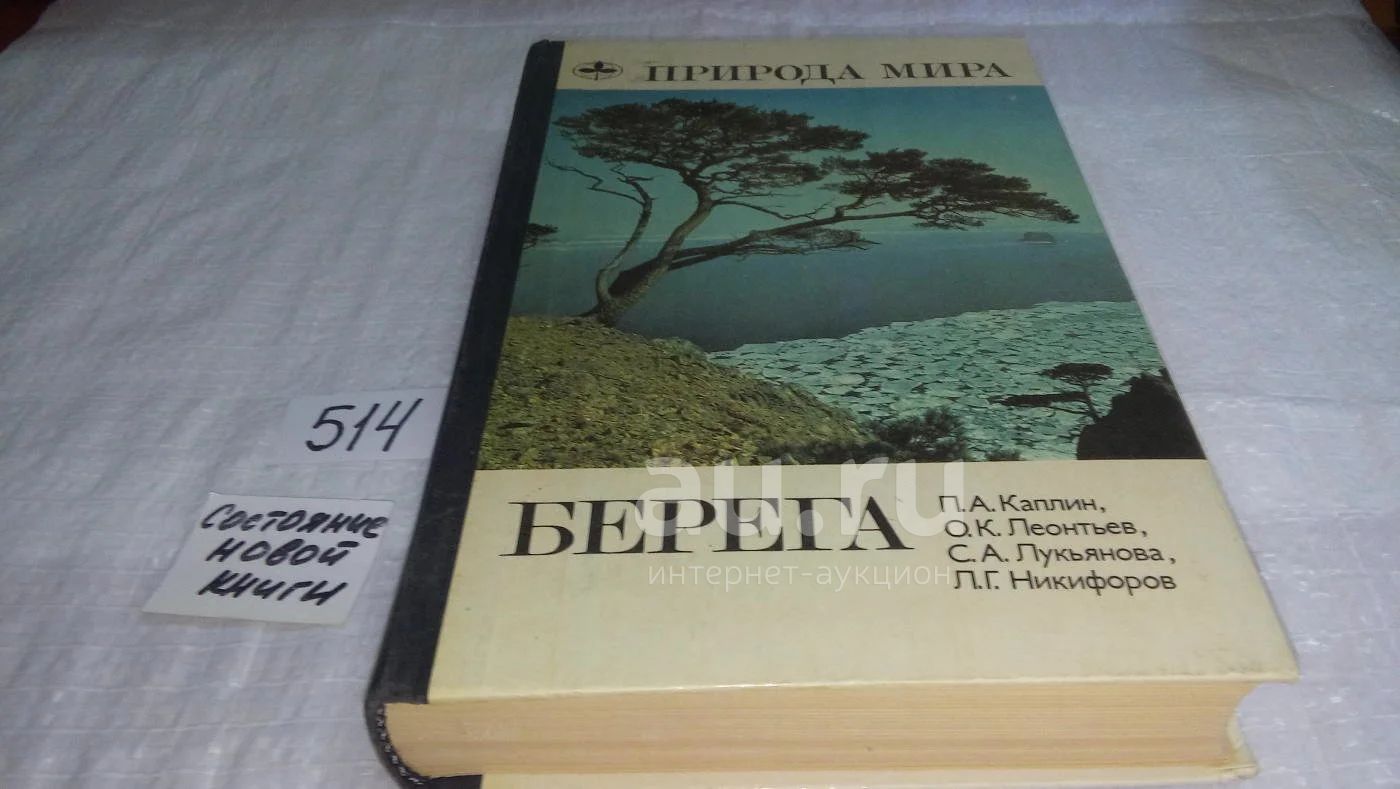 ПРИРОДА МИРА
514
Состояние
новой
книги
БЕРЕГА
П.А. Каплин,
О.К. Леонтьев,
С.А. Лукьянова,
Л.Г. Никифоров
au.ru
интернет-аукцион